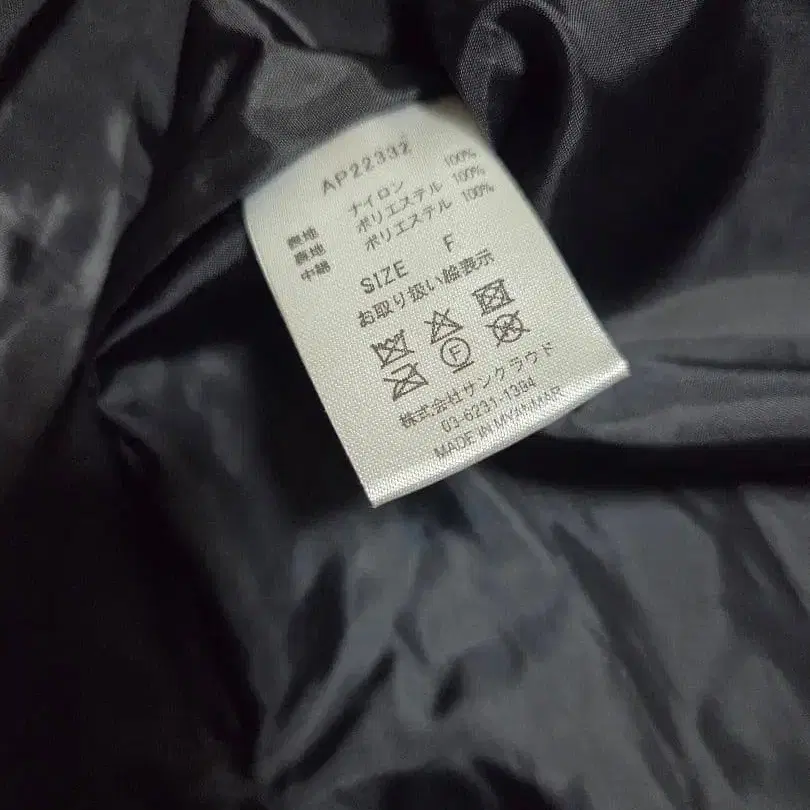 AP22332
表地 ナイロン 100%
裏地 ポリエステル 100%
中綿 ポリエステル 100%
SIZE F
お取り扱い絵表示
F
株式会社サンクラウド
03-6231-1384
MADE IN MYANMAR